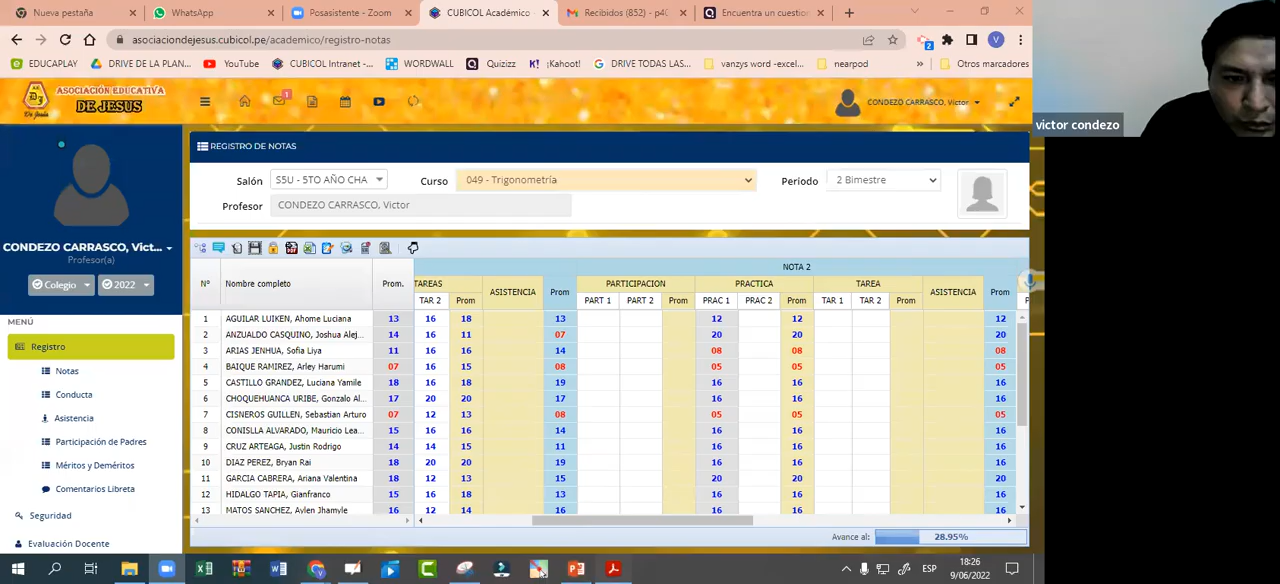 Nueva pestaña
WhatsApp
Posasistente - Zoom
CUBICOL Académico
Recibidos (852) - p40
Encuentra un cuestion
asociaciondejesus.cubicol.pe/academico/registro-notas
2
V
EDUCAPLAY
DRIVE DE LA PLAN...
YouTube
CUBICOL Intranet -...
WORDWALL
Quizizz
¡Kahoot!
DRIVE TODAS LAS...
vanzys worg -excel...
nearpod
»
Otros marcadores
ASOCIACIÓN EDUCATIVA
DE JESUS
1
CONDEZO CARRASCO, Victor
victor condezo
REGISTRO DE NOTAS
Salón
S5U - 5TO AÑO CHA
Curso
049 - Trigonometría
Periodo
2 Bimestre
Profesor
CONDEZO CARRASCO, Victor
CONDEZO CARRASCO, Vict...
Profesor(a)
Colegio
2022
MENÚ
Registro
Notas
Conducta
Asistencia
Participación de Padres
Méritos y Deméritos
Comentarios Libreta
Seguridad
Evaluación Docente
NOTA 2
TAREAS ASISTENCIA Prom PARTICIPACION PRACTICA TAREA ASISTENCIA Prom
Nº Nombre completo Prom. TAR 2 Prom PART 1 PART 2 Prom PRAC 1 PRAC 2 Prom TAR 1 TAR 2 Prom
1 AGUILAR LUIKEN, Ahome Luciana 13 16 18 13 12 12 12
2 ANZUALDO CASQUINO, Joshua Alej... 14 16 11 07 20 20 20
3 ARIAS JENHUA, Sofia Liya 11 16 16 14 08 08 08
4 BAIQUE RAMIREZ, Arley Harumi 07 16 15 08 05 05 05
5 CASTILLO GRANDEZ, Luciana Yamile 18 16 18 19 16 16 16
6 CHOQUEHUANCA URIBE, Gonzalo Al... 17 20 20 17 16 16 16
7 CISNEROS GUILLEN, Sebastian Arturo 07 12 13 08 05 05 05
8 CONISLLA ALVARADO, Mauricio Lea... 15 16 16 14 16 16 16
9 CRUZ ARTEAGA, Justin Rodrigo 14 14 15 11 16 16 16
10 DIAZ PEREZ, Bryan Rai 18 20 20 19 16 16 16
11 GARCIA CABRERA, Ariana Valentina 18 12 13 15 20 20 20
12 HIDALGO TAPIA, Gianfranco 15 16 18 13 16 16 16
13 MATOS SANCHEZ, Aylen Jhamyle 16 12 14 16 16 16 16
Avance al: 28.95%
ESP
18:26
9/06/2022